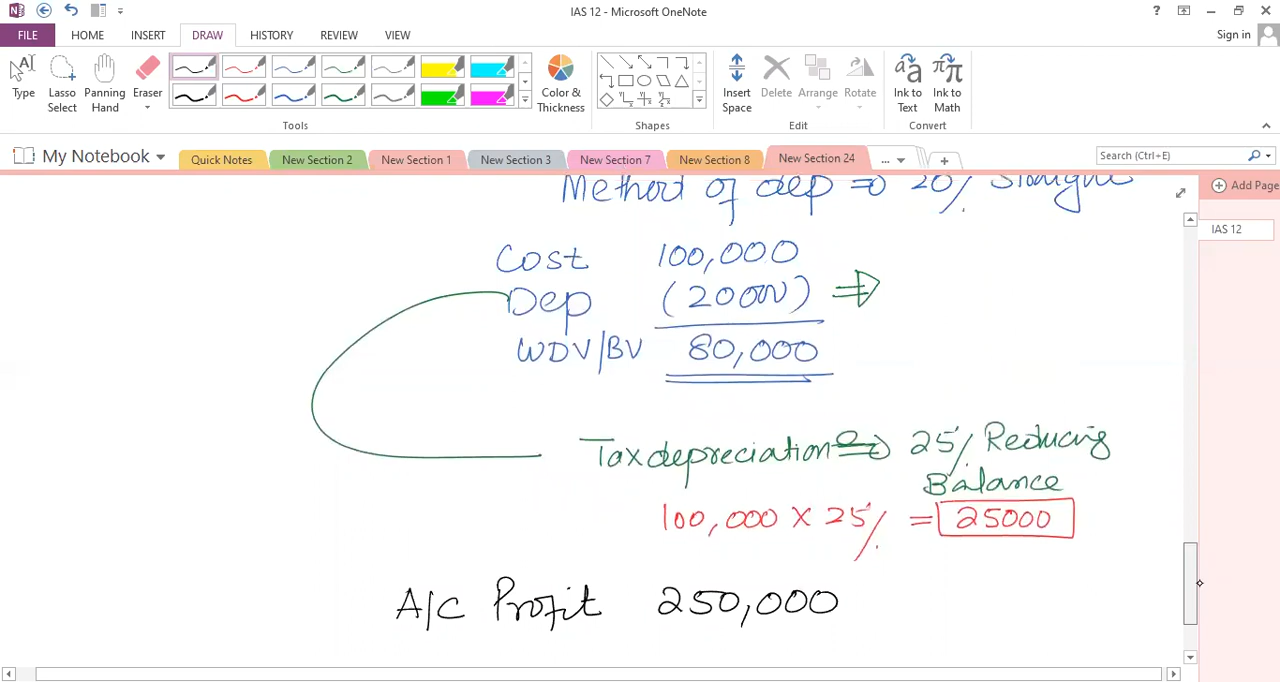 IAS 12 - Microsoft OneNote
FILE HOME INSERT DRAW HISTORY REVIEW VIEW Sign in
Type Lasso Select Panning Hand Eraser Color & Thickness Insert Space Delete Arrange Rotate Ink to Text Ink to Math
Tools Shapes Edit Convert
My Notebook Quick Notes New Section 2 New Section 1 New Section 3 New Section 7 New Section 8 New Section 24 ... Search (Ctrl+E)
Add Page
IAS 12
Method of dep => 20% Straight
Cost 100,000
Dep (20000) =>
WDV/BV 80,000
Tax depreciation => 25% Reducing
Balance
100,000 X 25% = 25000
A/C Profit 250,000